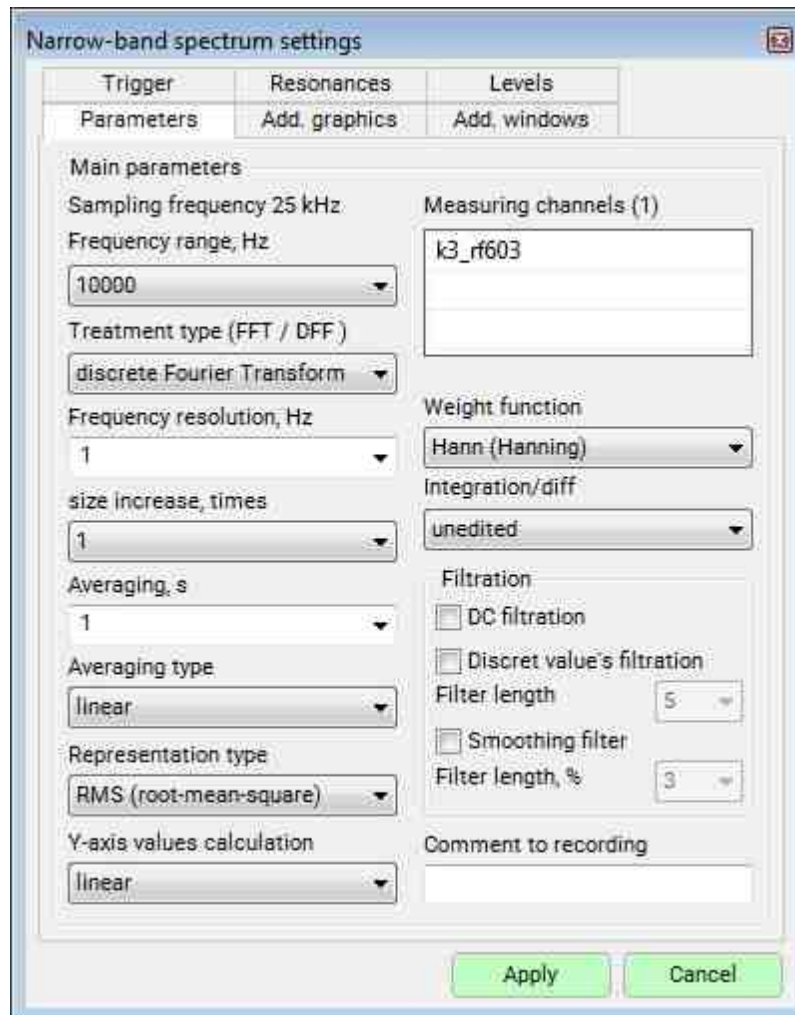 Narrow-band spectrum settings
Trigger Resonances Levels
Parameters Add. graphics Add. windows
Main parameters
Sampling frequency 25 kHz
Frequency range, Hz
10000
Treatment type (FFT / DFF )
discrete Fourier Transform
Frequency resolution, Hz
1
size increase, times
1
Averaging, s
1
Averaging type
linear
Representation type
RMS (root-mean-square)
Y-axis values calculation
linear
Measuring channels (1)
k3_rf603
Weight function
Hann (Hanning)
Integration/diff
unedited
Filtration
DC filtration
Discret value's filtration
Filter length 5
Smoothing filter
Filter length, % 3
Comment to recording
Apply Cancel